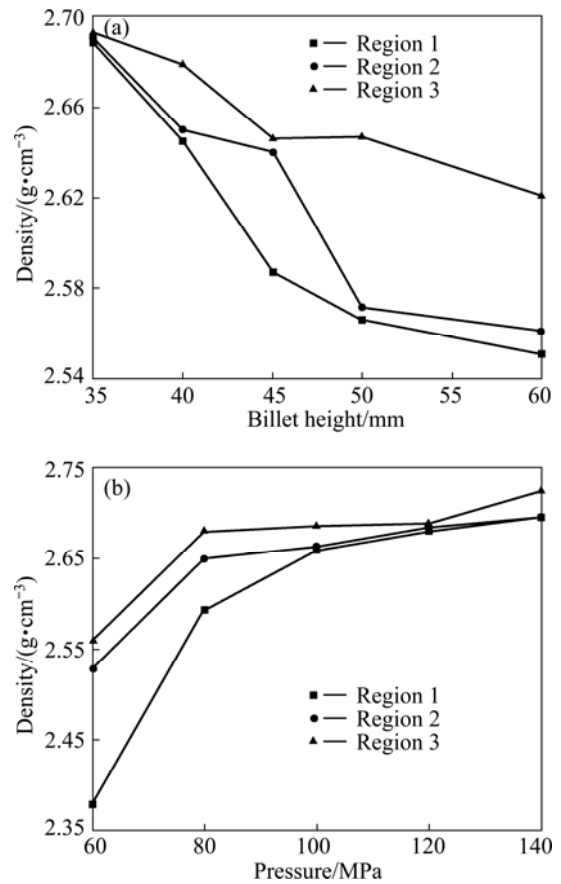 (a)
Region 1
Region 2
Region 3
2.70
2.66
2.62
2.58
2.54
Density/(g•cm⁻³)
35 40 45 50 55 60
Billet height/mm
(b)
Region 1
Region 2
Region 3
2.75
2.65
2.55
2.45
2.35
Density/(g•cm⁻³)
60 80 100 120 140
Pressure/MPa